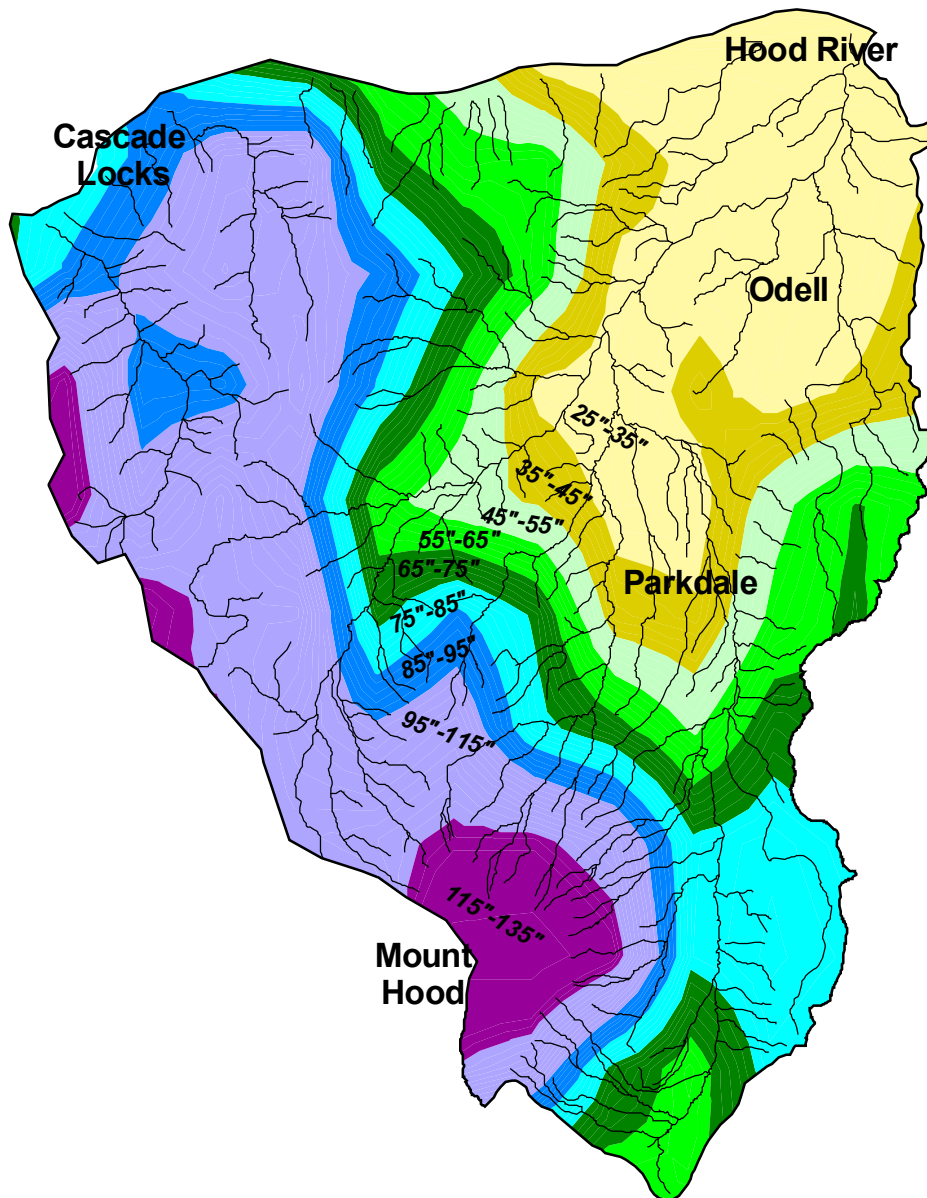 Hood River
Cascade
Locks
Odell
25"-35"
35"-45"
45"-55"
55"-65"
65"-75"
Parkdale
75"-85"
85"-95"
95"-115"
115"-135"
Mount
Hood